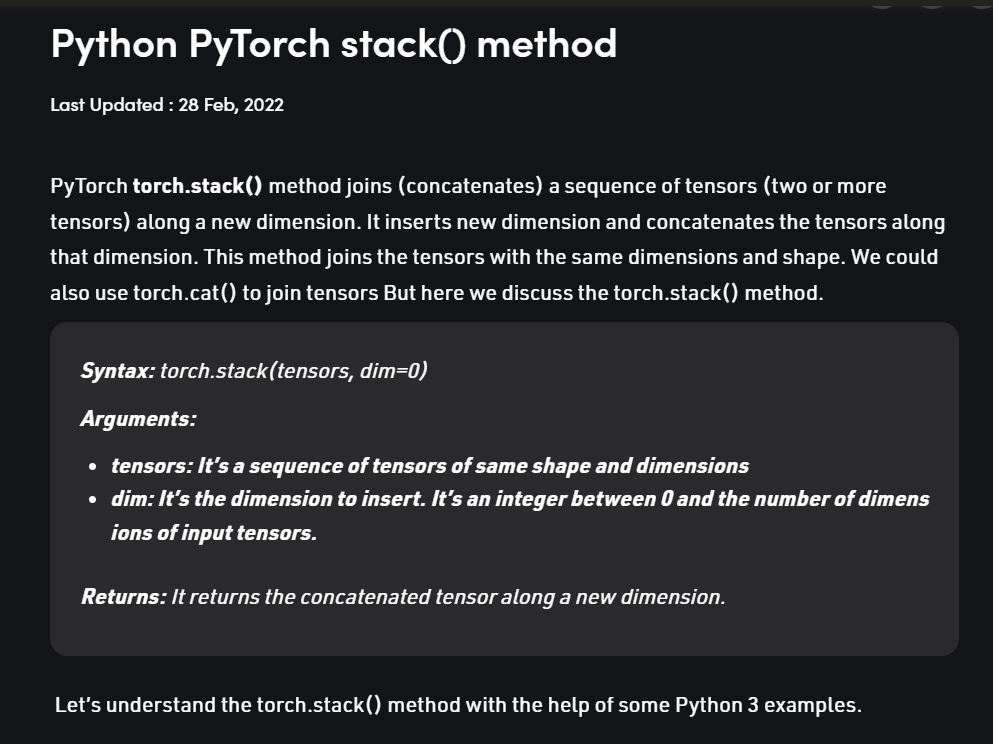 Python PyTorch stack() method
Last Updated : 28 Feb, 2022
PyTorch torch.stack() method joins (concatenates) a sequence of tensors (two or more
tensors) along a new dimension. It inserts new dimension and concatenates the tensors along
that dimension. This method joins the tensors with the same dimensions and shape. We could
also use torch.cat() to join tensors But here we discuss the torch.stack() method.
Syntax: torch.stack(tensors, dim=0)
Arguments:
• tensors: It's a sequence of tensors of same shape and dimensions
• dim: It's the dimension to insert. It's an integer between 0 and the number of dimens
ions of input tensors.
Returns: It returns the concatenated tensor along a new dimension.
Let's understand the torch.stack() method with the help of some Python 3 examples.